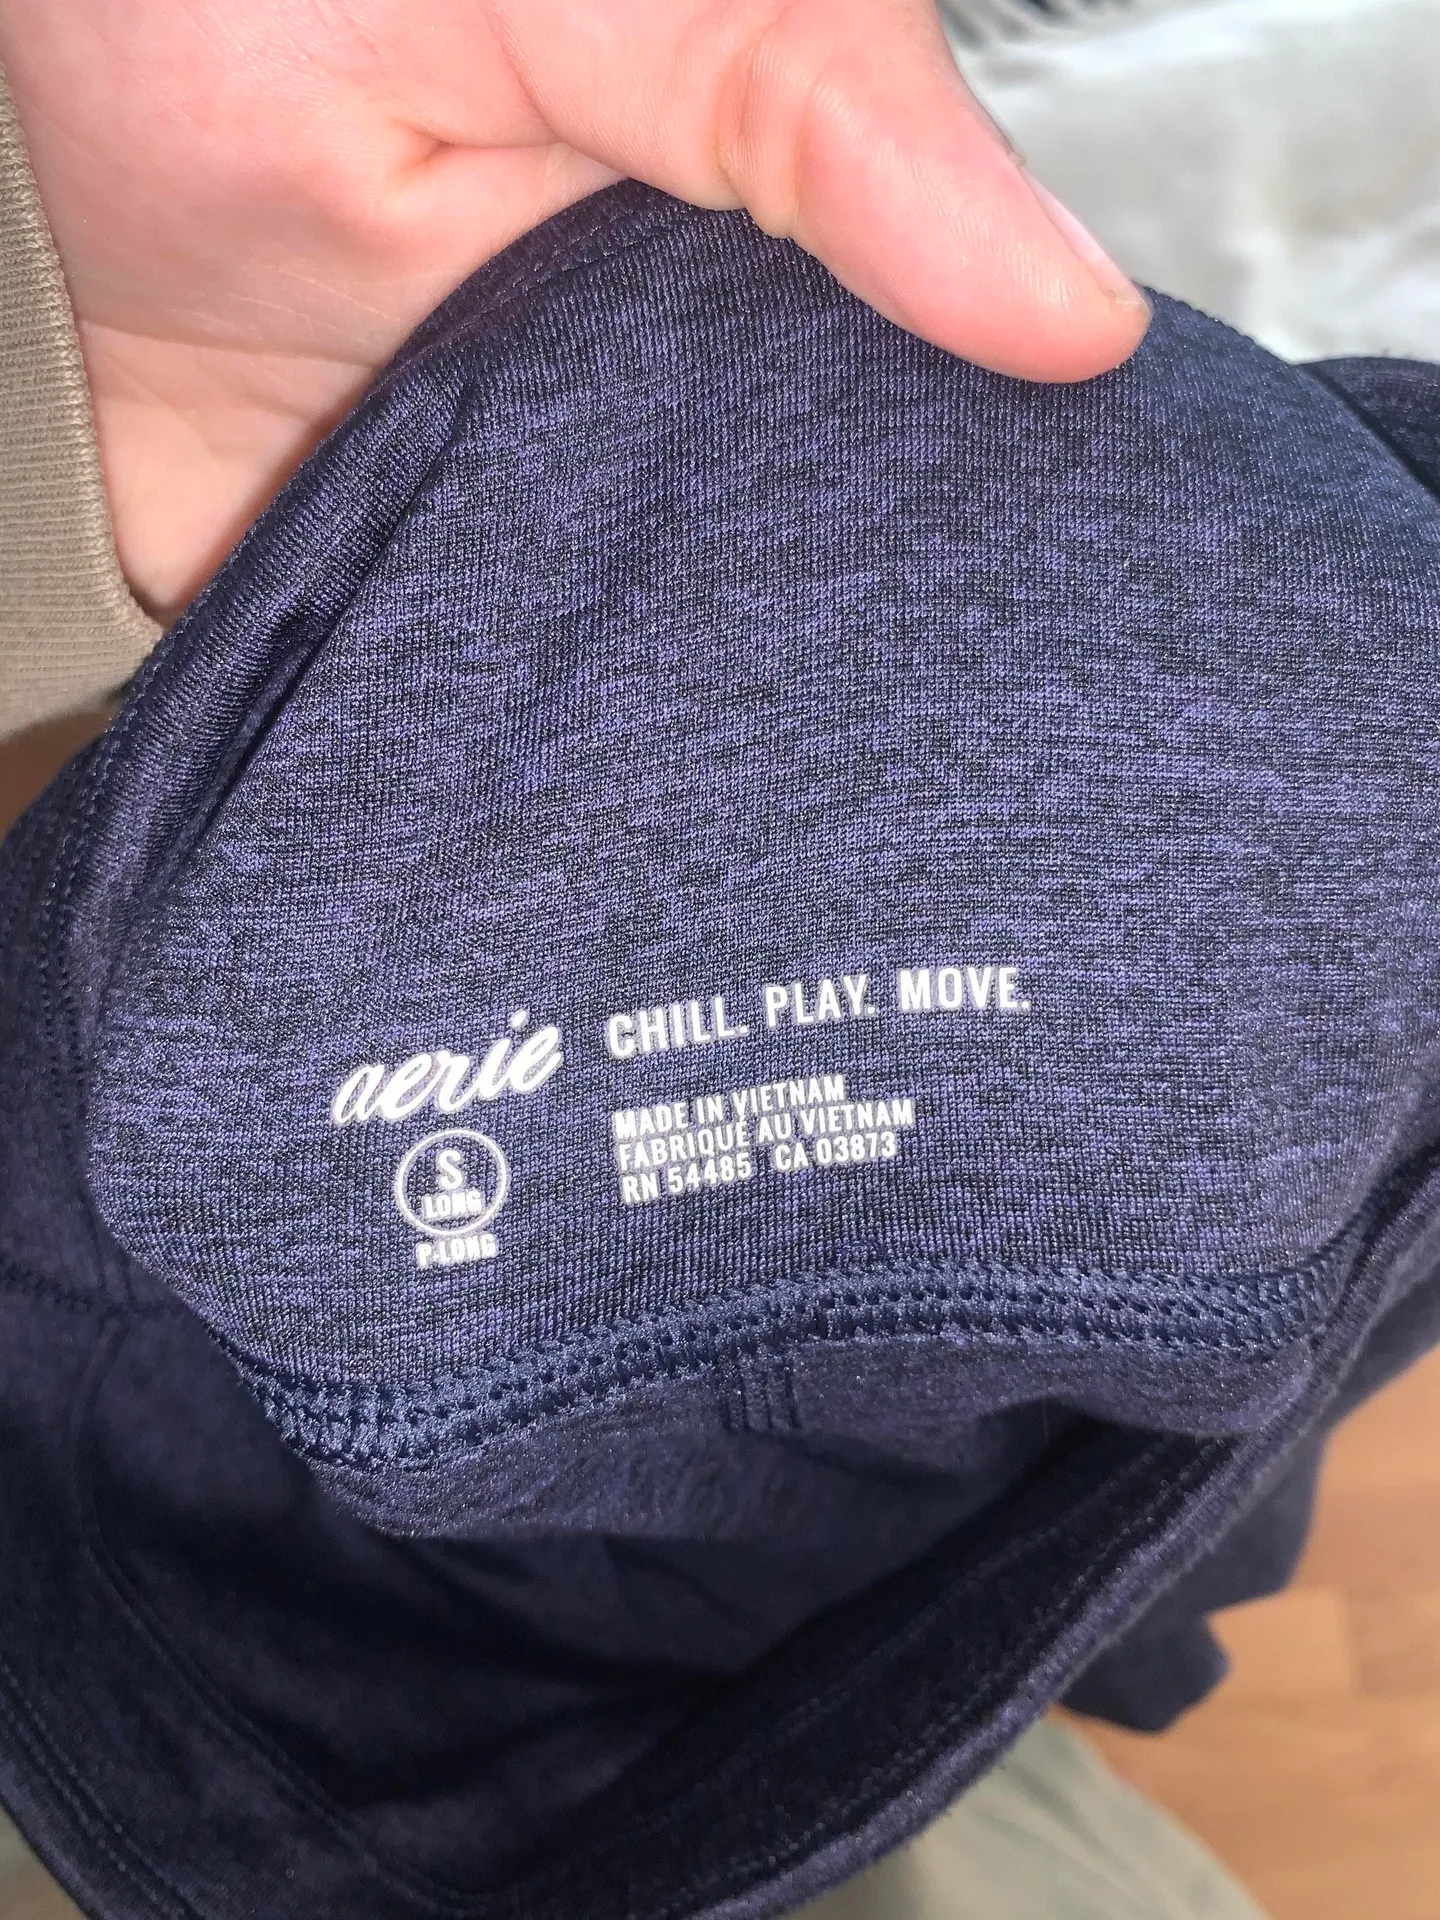 aerie
CHILL. PLAY. MOVE.
S
LONG
P-LONG
MADE IN VIETNAM
FABRIQUÉ AU VIETNAM
RN 54485 CA 03873